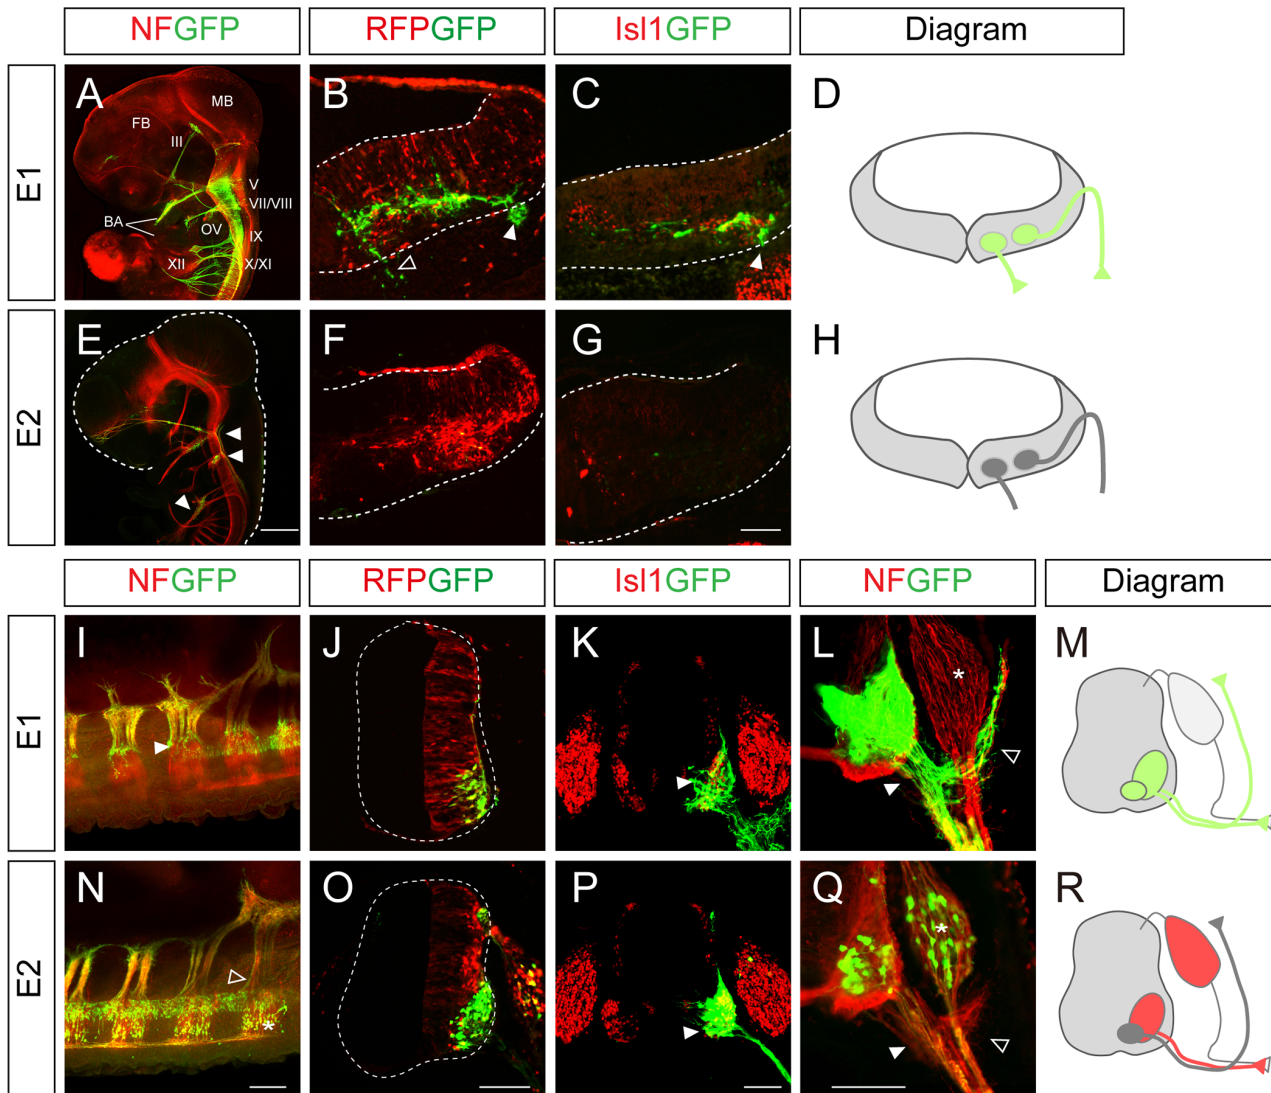 NFGFP
RFPGFP
Isl1GFP
Diagram
E1
A
MB
FB
III
V
VII/VIII
BA
OV
IX
XII
X/XI
B
C
D
E2
E
F
G
H
NFGFP
RFPGFP
Isl1GFP
NFGFP
Diagram
E1
I
J
K
L
*
M
E2
N
*
O
P
Q
*
R